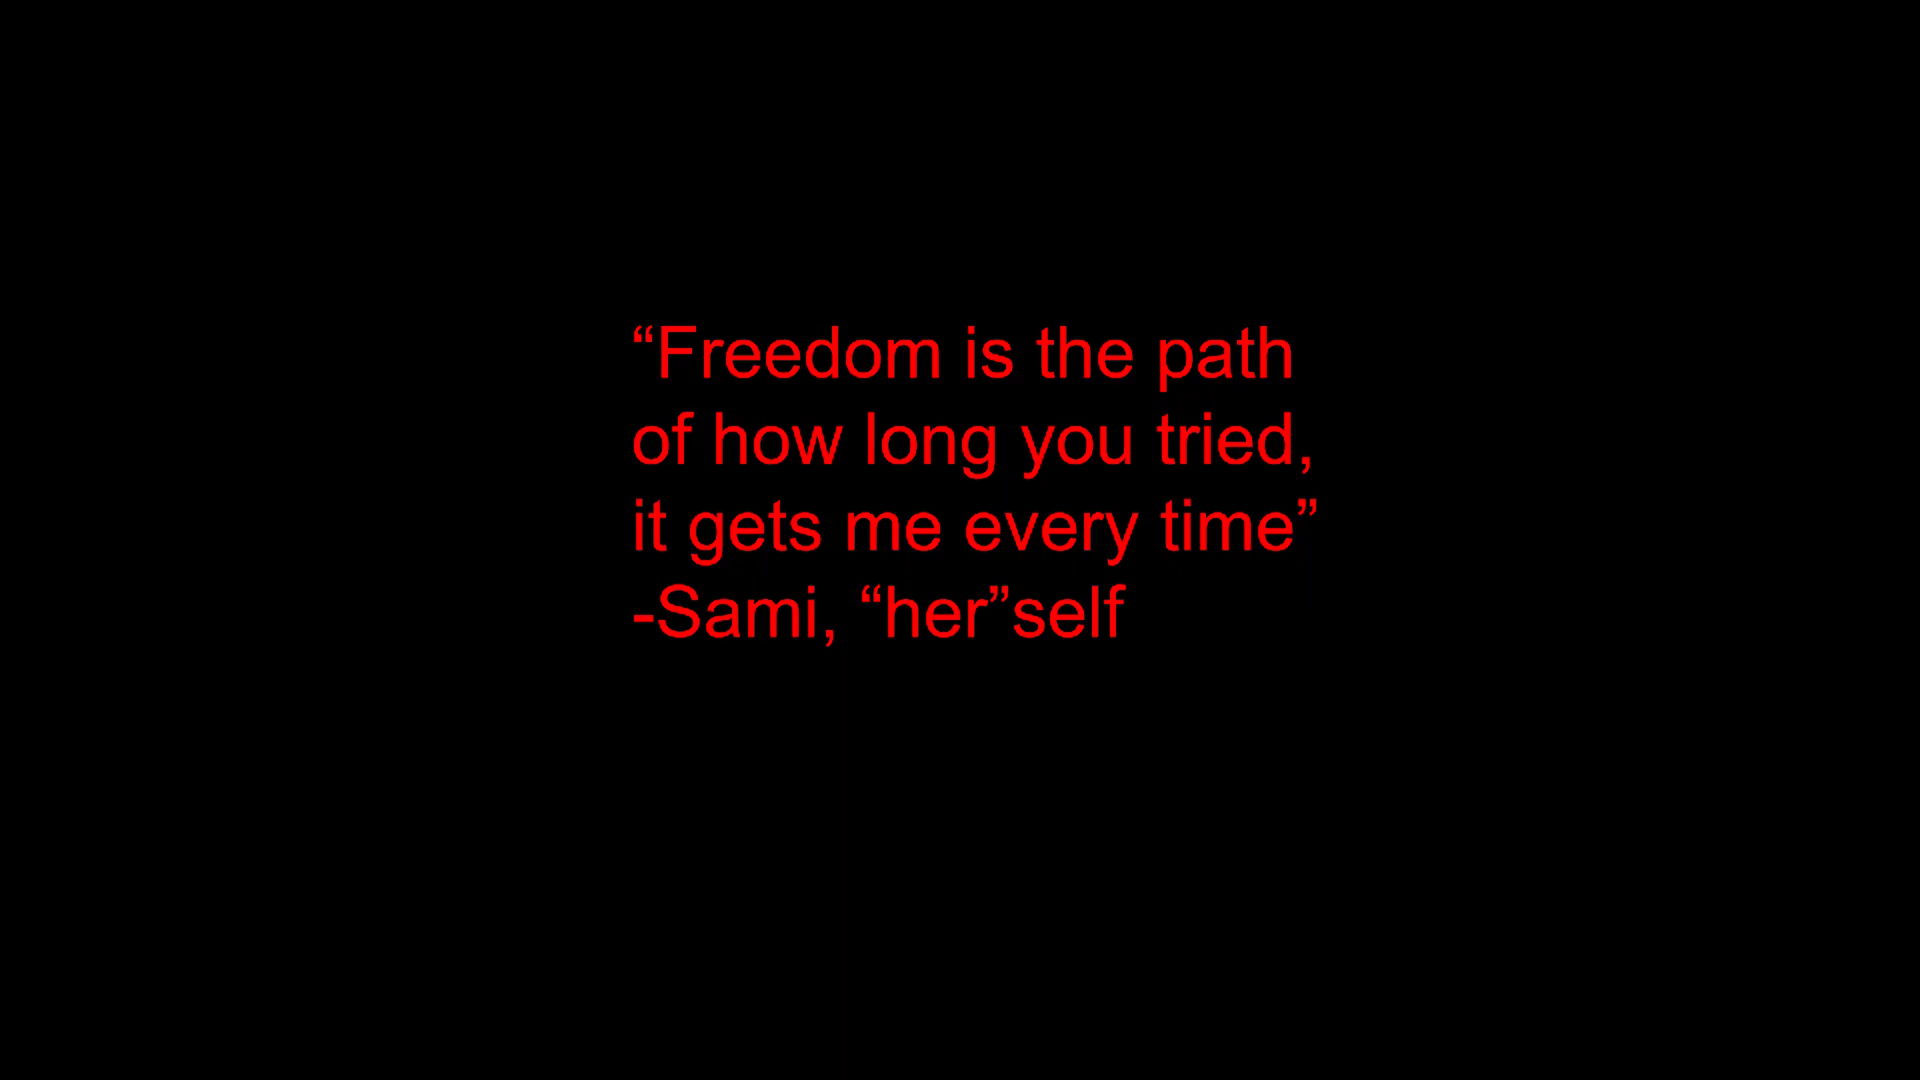 “Freedom is the path
of how long you tried,
it gets me every time”
-Sami, “her”self